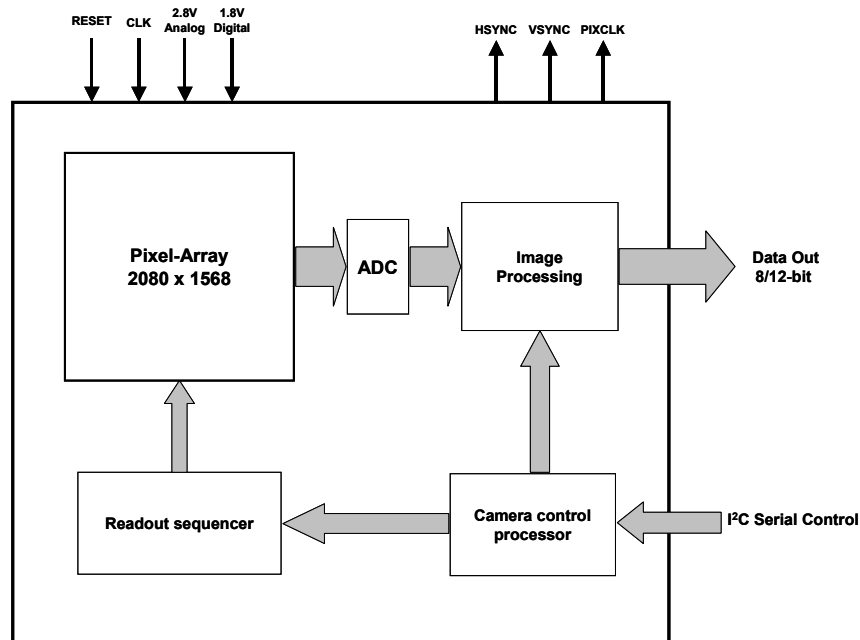 RESET
CLK
2.8V
Analog
1.8V
Digital
HSYNC
VSYNC
PIXCLK
Pixel-Array
2080 x 1568
ADC
Image
Processing
Data Out
8/12-bit
Readout sequencer
Camera control
processor
I²C Serial Control